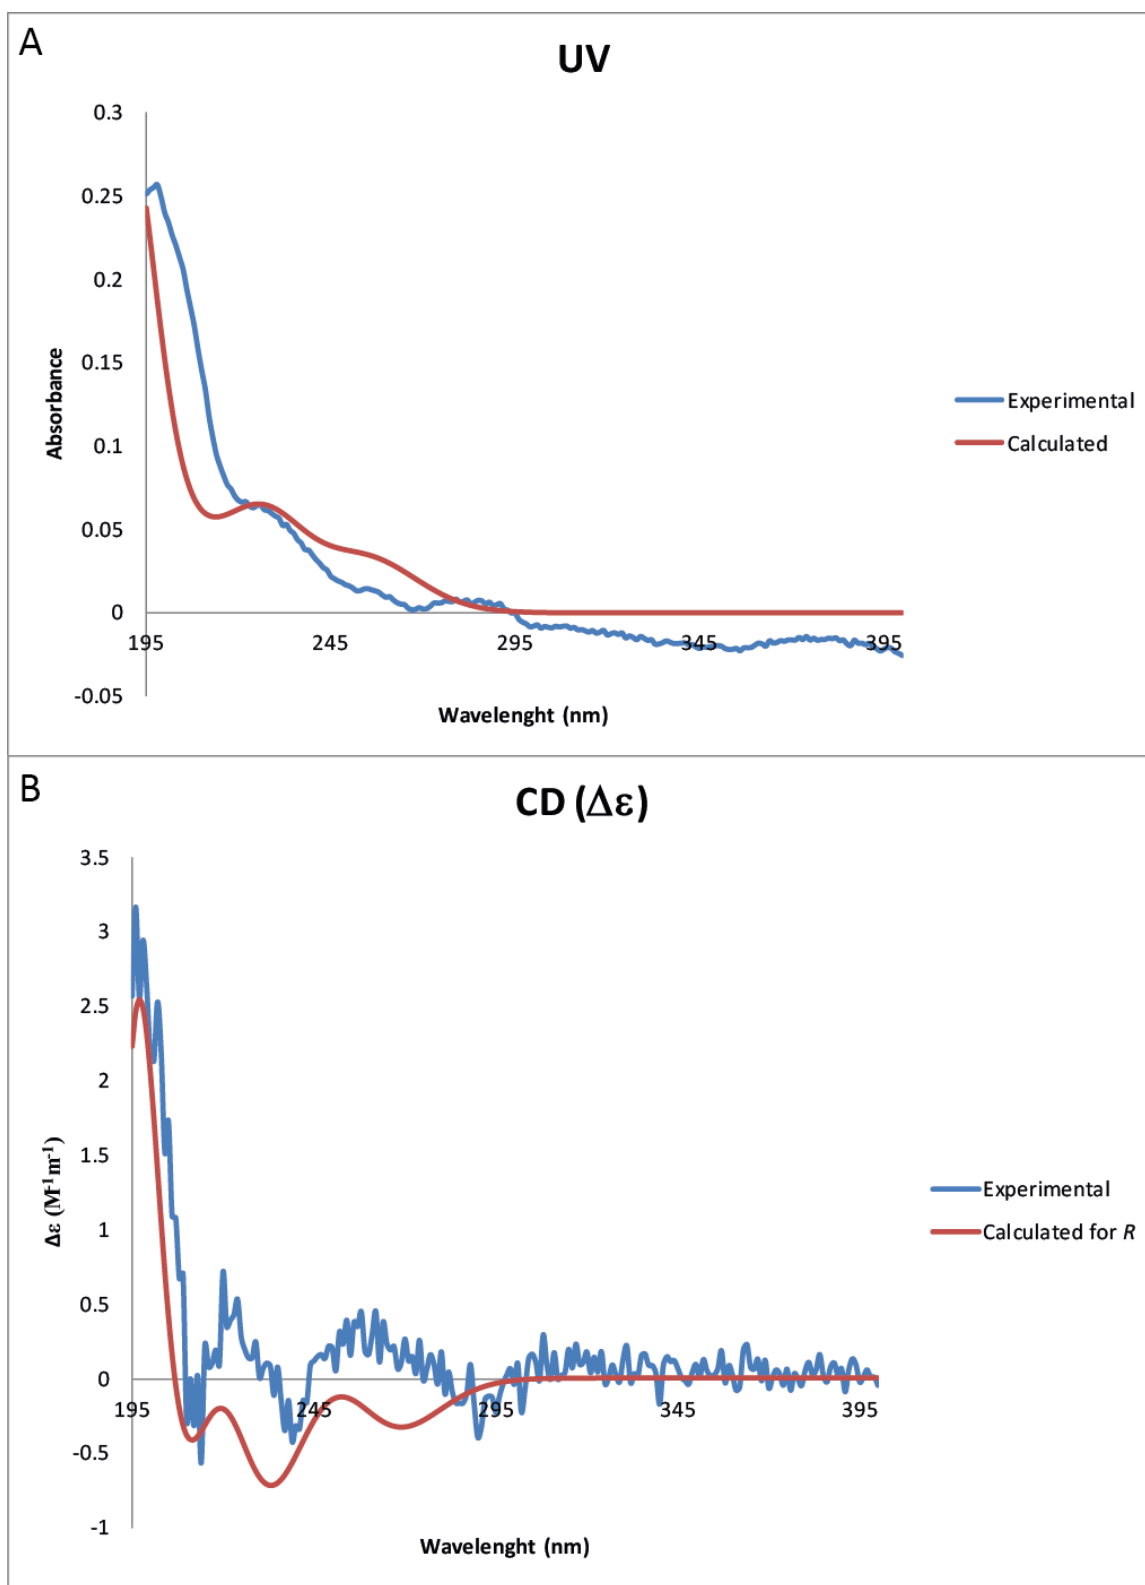 A
UV
0.3
0.25
0.2
0.15
0.1
0.05
0
-0.05
Absorbance
195
245
295
345
395
Wavelenght (nm)
Experimental
Calculated
B
CD (Δε)
3.5
3
2.5
2
1.5
1
0.5
0
-0.5
-1
Δε (M⁻¹m⁻¹)
195
245
295
345
395
Wavelenght (nm)
Experimental
Calculated for R